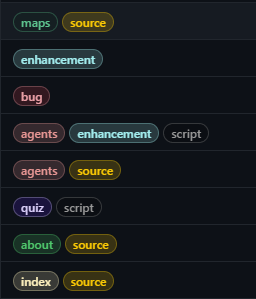 maps source
enhancement
bug
agents enhancement script
agents source
quiz script
about source
index source